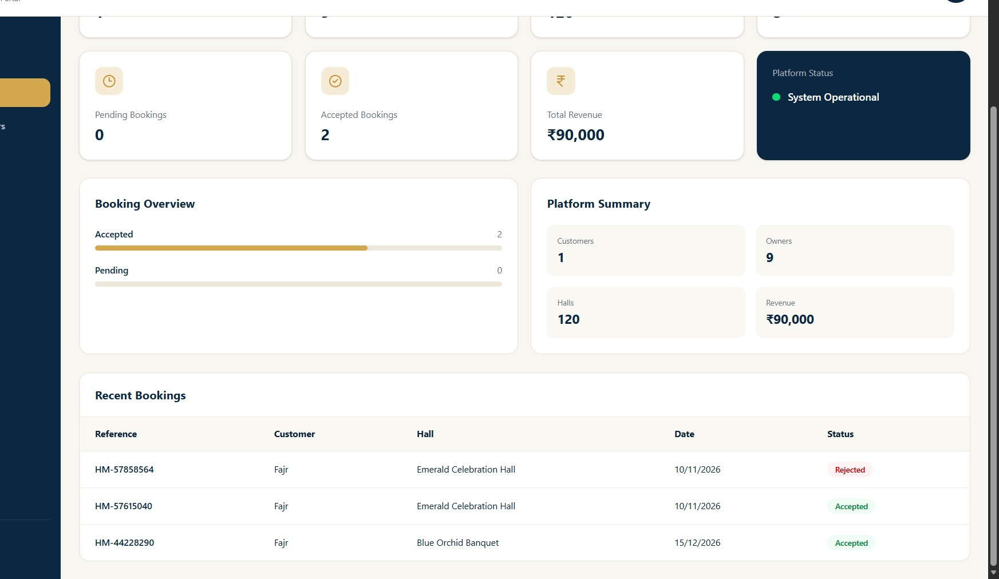 Pending Bookings
0
Accepted Bookings
2
Total Revenue
₹90,000
Platform Status
System Operational
Booking Overview
Accepted 2
Pending 0
Platform Summary
Customers
1
Owners
9
Halls
120
Revenue
₹90,000
Recent Bookings
Reference Customer Hall Date Status
HM-57858564 Fajr Emerald Celebration Hall 10/11/2026 Rejected
HM-57615040 Fajr Emerald Celebration Hall 10/11/2026 Accepted
HM-44228290 Fajr Blue Orchid Banquet 15/12/2026 Accepted